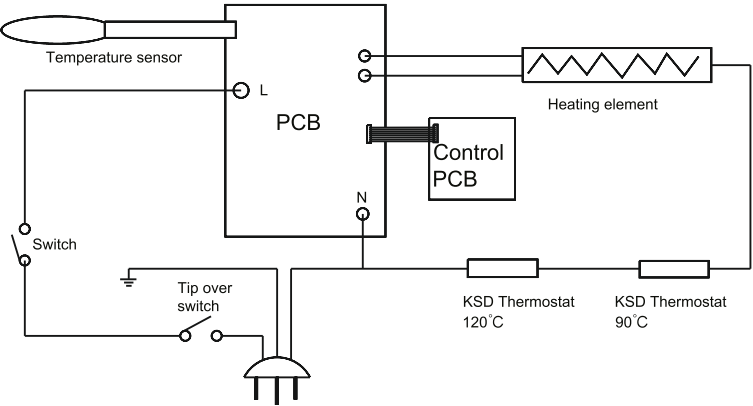 Temperature sensor
L
PCB
Heating element
Control
PCB
N
Switch
Tip over
switch
KSD Thermostat
120°C
KSD Thermostat
90°C